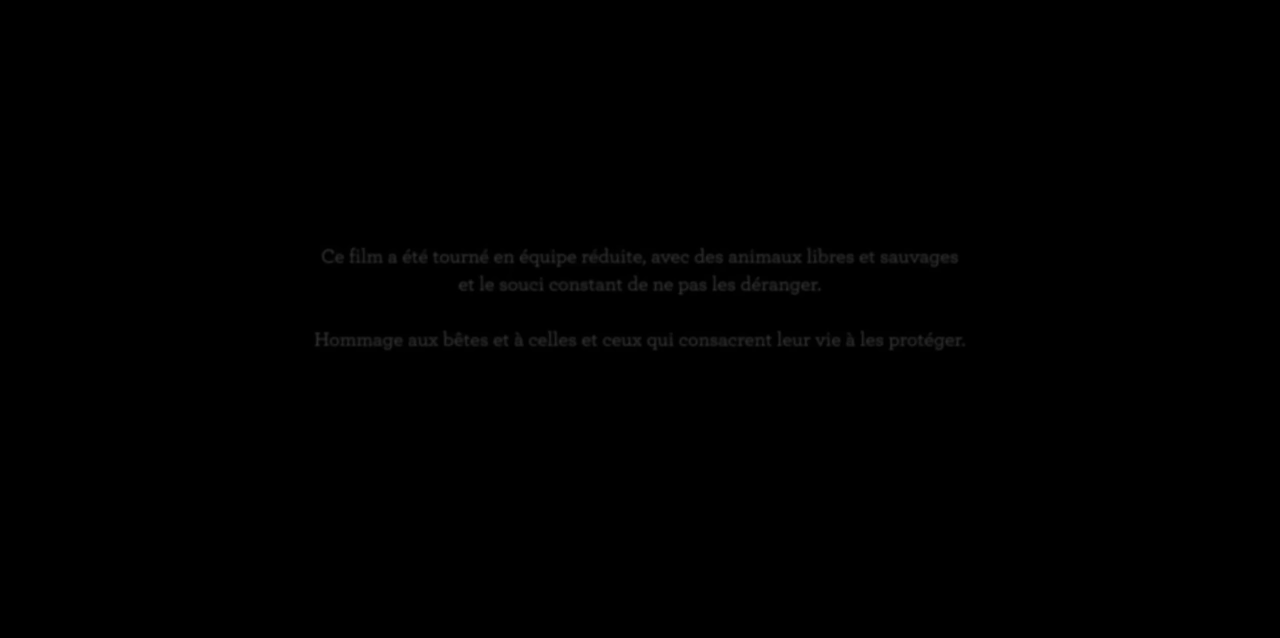 Ce film a été tourné en équipe réduite, avec des animaux libres et sauvages
et le souci constant de ne pas les déranger.
Hommage aux bêtes et à celles et ceux qui consacrent leur vie à les protéger.